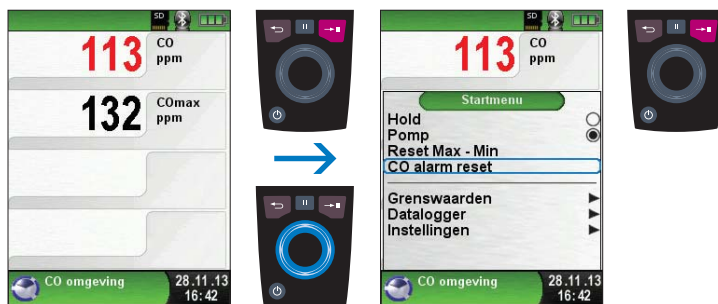 SD
113 CO ppm
132 COmax ppm
CO omgeving 28.11.13 16:42
SD
113 CO ppm
Startmenu
Hold
Pomp
Reset Max - Min
CO alarm reset
Grenswaarden
Datalogger
Instellingen
CO omgeving 28.11.13 16:42